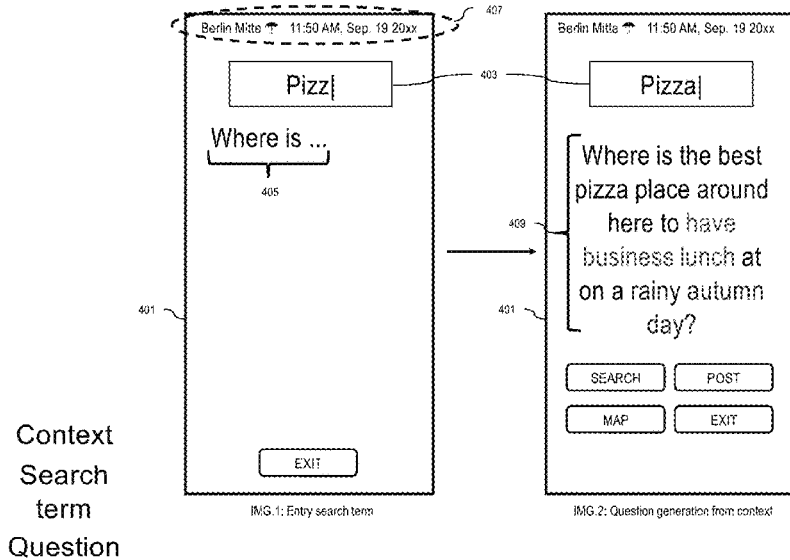 407
Berlin Mitte 11:50 AM, Sep. 19 20xx
Pizz
Where is ...
405
401
EXIT
IMG.1: Entry search term
403
Berlin Mitte 11:50 AM, Sep. 19 20xx
Pizza
409
Where is the best
pizza place around
here to have
business lunch at
on a rainy autumn
day?
401
SEARCH
POST
MAP
EXIT
IMG.2: Question generation from context
Context
Search
term
Question